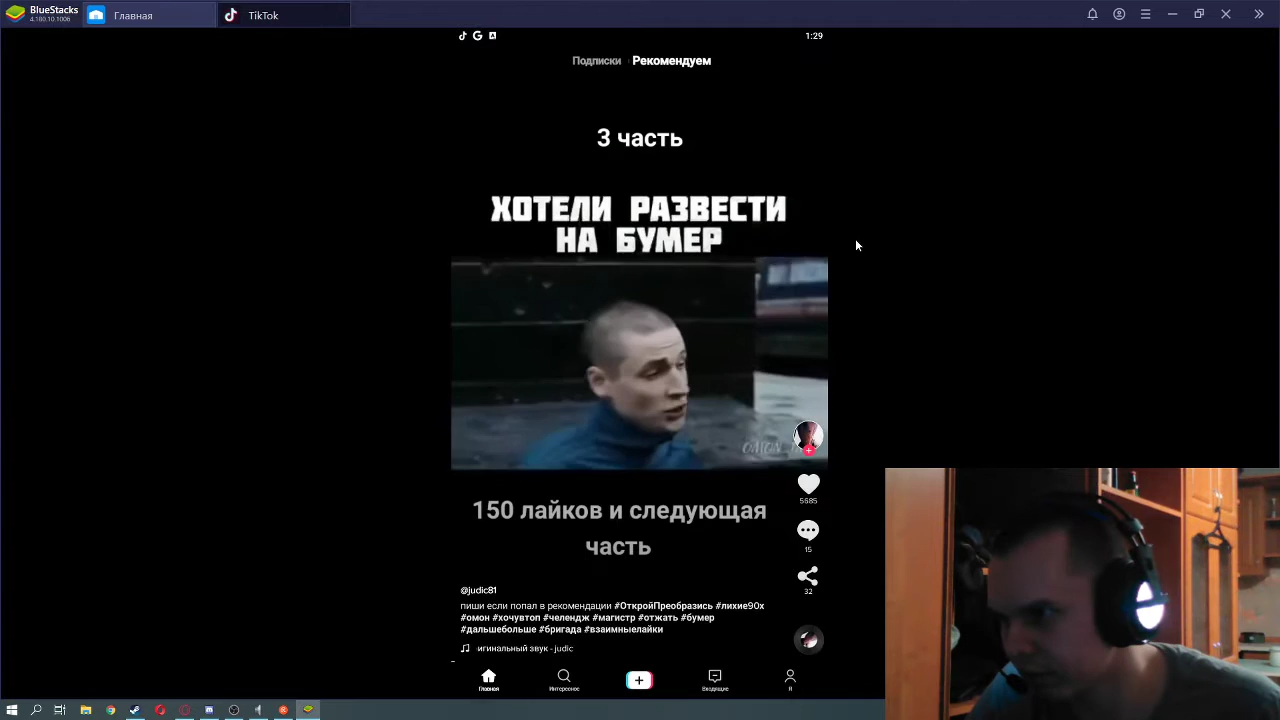 BlueStacks
4.180.10.1006
Главная
TikTok
1:29
Подписки Рекомендуем
3 часть
ХОТЕЛИ РАЗВЕСТИ
НА БУМЕР
150 лайков и следующая
часть
5685
15
32
@judic81
пиши если попал в рекомендации #ОткройПреобразись #лихие90х
#омон #хочувтоп #челендж #магистр #отжать #бумер
#дальшебольше #бригада #взаимныелайки
игинальный звук - judic
Главная
Интересное
Входящие
Я